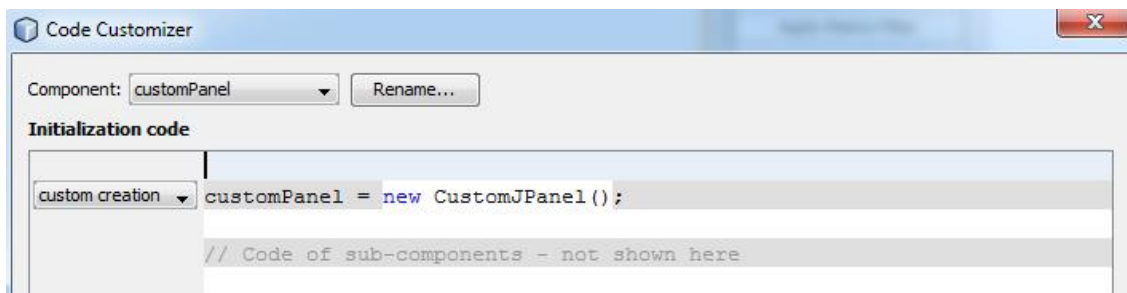 Code Customizer
Component: customPanel Rename...
Initialization code
custom creation customPanel = new CustomJPanel();
// Code of sub-components - not shown here